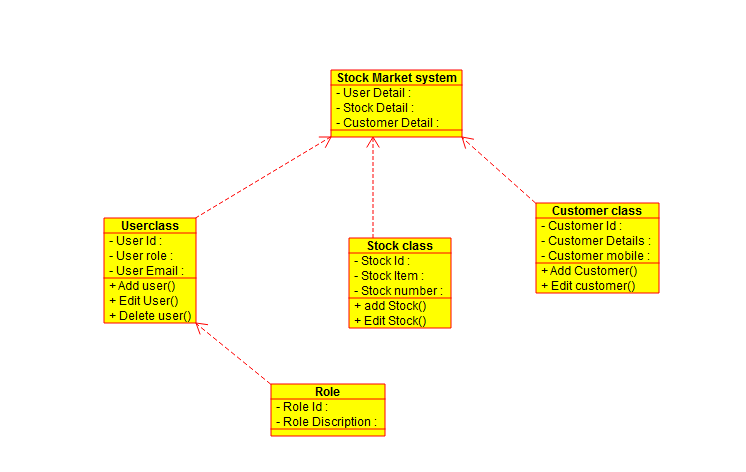 Stock Market system
- User Detail :
- Stock Detail :
- Customer Detail :
Userclass
- User Id :
- User role :
- User Email :
+ Add user()
+ Edit User()
+ Delete user()
Stock class
- Stock Id :
- Stock Item :
- Stock number :
+ add Stock()
+ Edit Stock()
Customer class
- Customer Id :
- Customer Details :
- Customer mobile :
+ Add Customer()
+ Edit customer()
Role
- Role Id :
- Role Discription :